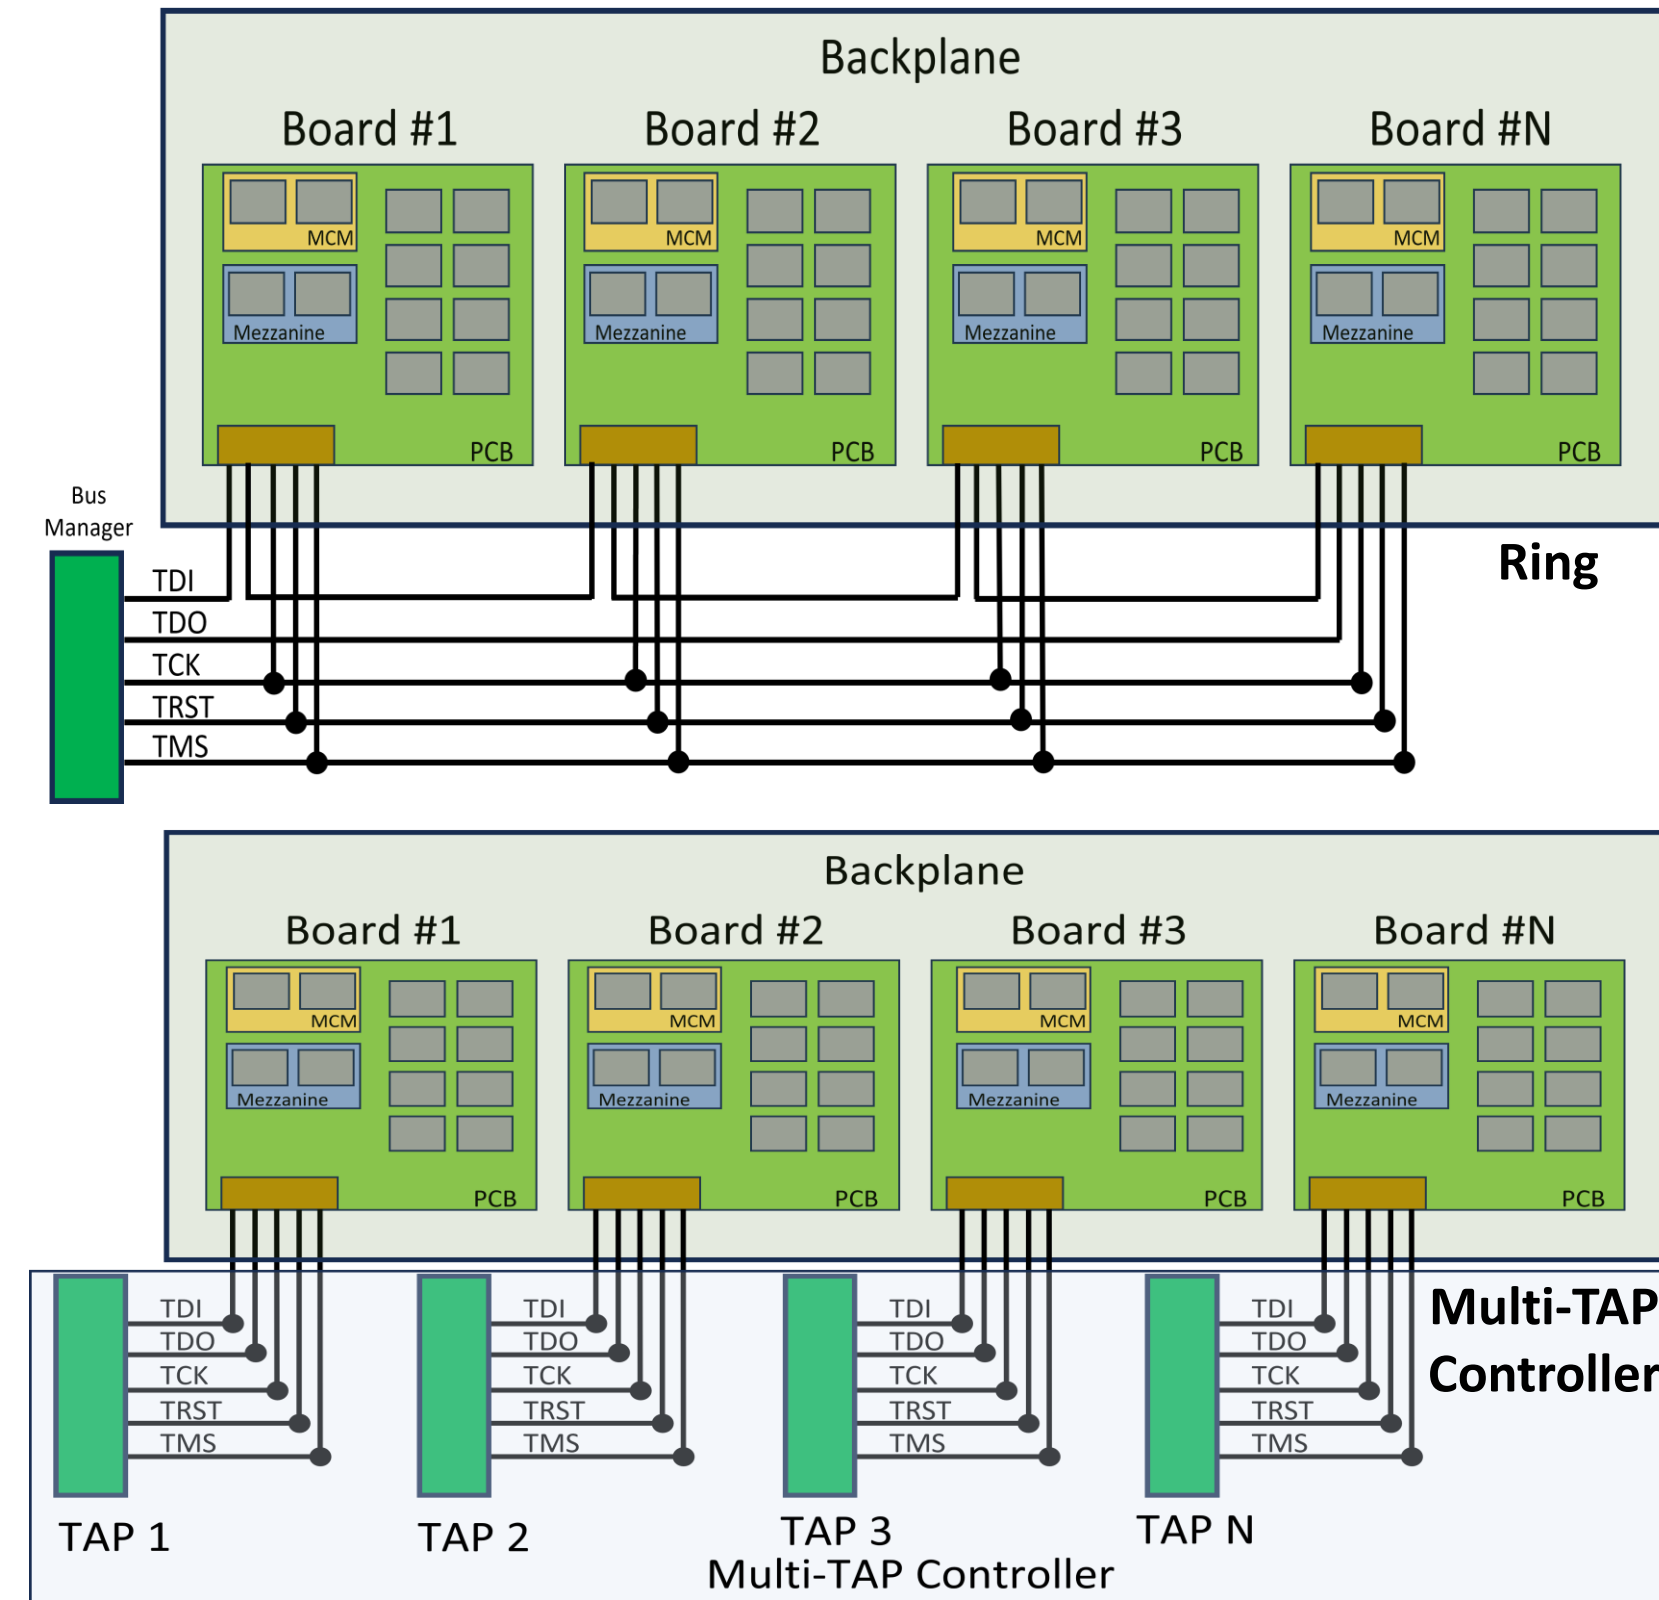 Backplane
Board #1
Board #2
Board #3
Board #N
MCM
MCM
MCM
MCM
Mezzanine
Mezzanine
Mezzanine
Mezzanine
PCB
PCB
PCB
PCB
Bus
Manager
Ring
TDI
TDO
TCK
TRST
TMS
Backplane
Board #1
Board #2
Board #3
Board #N
MCM
MCM
MCM
MCM
Mezzanine
Mezzanine
Mezzanine
Mezzanine
PCB
PCB
PCB
PCB
Multi-TAP
Controller
TDI
TDO
TCK
TRST
TMS
TDI
TDO
TCK
TRST
TMS
TDI
TDO
TCK
TRST
TMS
TDI
TDO
TCK
TRST
TMS
TAP 1
TAP 2
TAP 3
TAP N
Multi-TAP Controller